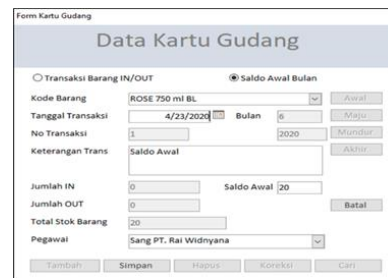 Form Kartu Gudang
Data Kartu Gudang
Transaksi Barang IN/OUT Saldo Awal Bulan
Kode Barang ROSE 750 ml BL Awal
Tanggal Transaksi 4/23/2020 Bulan 6 Maju
No Transaksi 1 2020 Mundur
Keterangan Trans Saldo Awal Akhir
Jumlah IN 0 Saldo Awal 20
Jumlah OUT 0 Batal
Total Stok Barang 20
Pegawai Sang PT. Rai Widnyana
Tambah Simpan Hapus Koreksi Cari